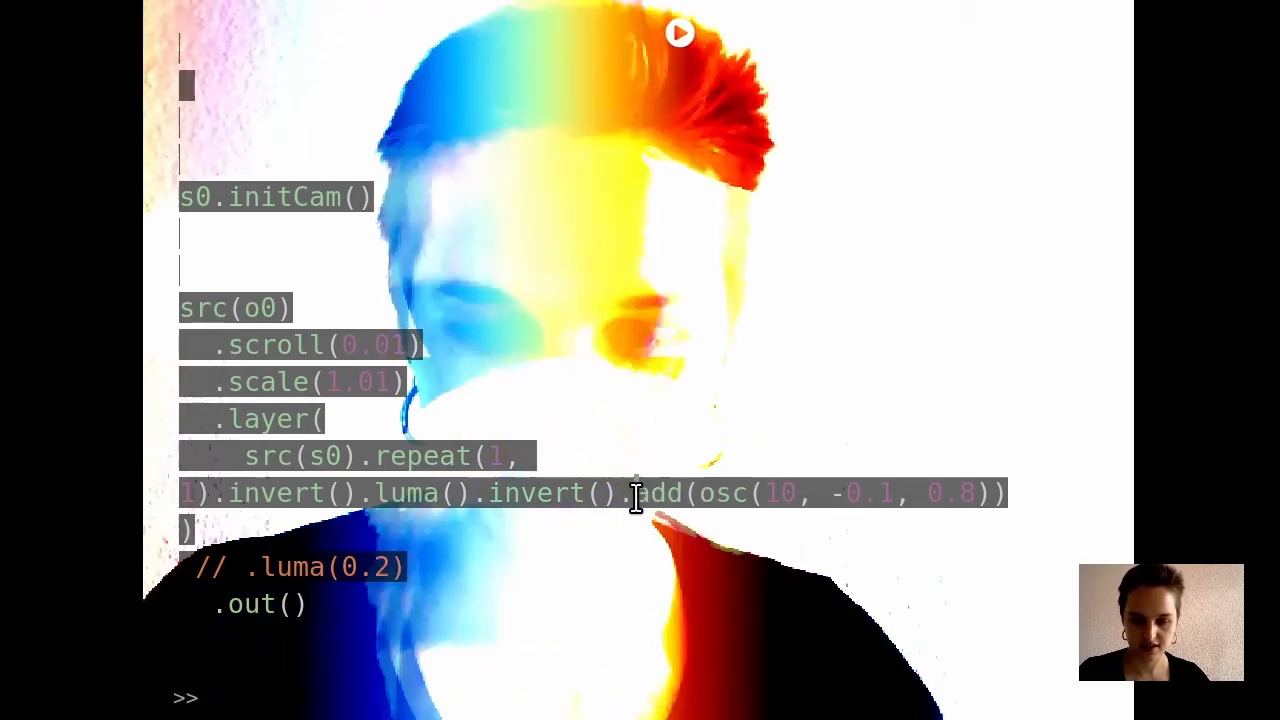 s0.initCam()
src(o0)
  .scroll(0.01)
  .scale(1.01)
  .layer(
    src(s0).repeat(1,
1).invert().luma().invert().add(osc(10, -0.1, 0.8))
)
 // .luma(0.2)
  .out()
>>